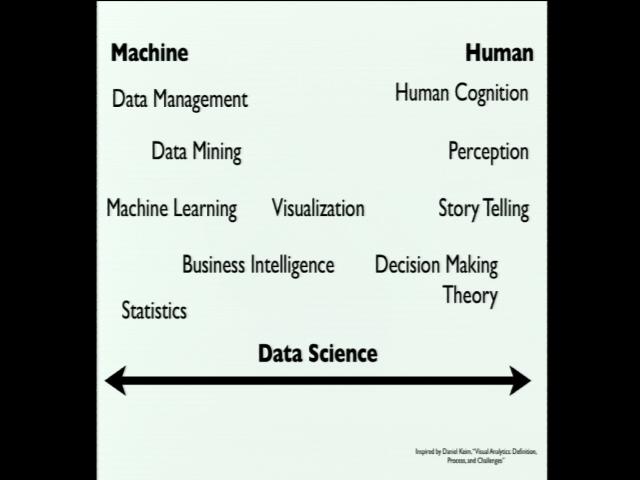 Machine Human
Data Management Human Cognition
Data Mining Perception
Machine Learning Visualization Story Telling
Business Intelligence Decision Making
Theory
Statistics
Data Science
Inspired by Daniel Keim, "Visual Analytics: Definition,
Process, and Challenges"